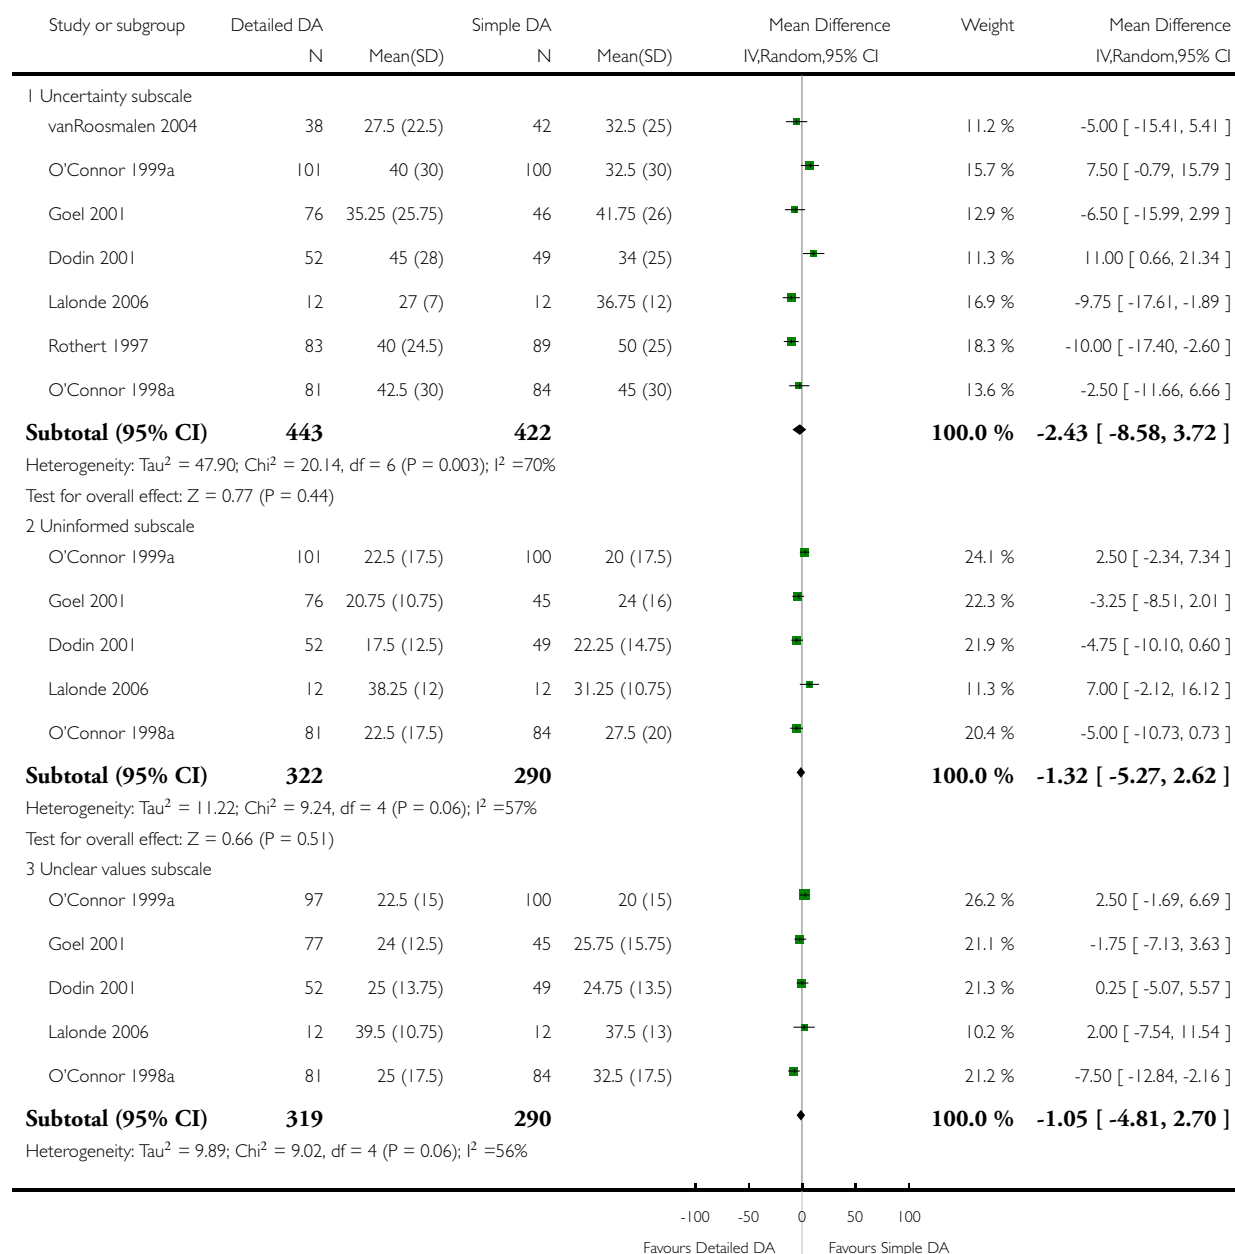 Study or subgroup Detailed DA Simple DA Mean Difference Weight Mean Difference
N Mean(SD) N Mean(SD) IV,Random,95% CI IV,Random,95% CI
1 Uncertainty subscale
vanRoosmalen 2004 38 27.5 (22.5) 42 32.5 (25) 11.2 % -5.00 [ -15.41, 5.41 ]
O'Connor 1999a 101 40 (30) 100 32.5 (30) 15.7 % 7.50 [ -0.79, 15.79 ]
Goel 2001 76 35.25 (25.75) 46 41.75 (26) 12.9 % -6.50 [ -15.99, 2.99 ]
Dodin 2001 52 45 (28) 49 34 (25) 11.3 % 11.00 [ 0.66, 21.34 ]
Lalonde 2006 12 27 (7) 12 36.75 (12) 16.9 % -9.75 [ -17.61, -1.89 ]
Rothert 1997 83 40 (24.5) 89 50 (25) 18.3 % -10.00 [ -17.40, -2.60 ]
O'Connor 1998a 81 42.5 (30) 84 45 (30) 13.6 % -2.50 [ -11.66, 6.66 ]
Subtotal (95% CI) 443 422 100.0 % -2.43 [ -8.58, 3.72 ]
Heterogeneity: Tau² = 47.90; Chi² = 20.14, df = 6 (P = 0.003); I² =70%
Test for overall effect: Z = 0.77 (P = 0.44)
2 Uninformed subscale
O'Connor 1999a 101 22.5 (17.5) 100 20 (17.5) 24.1 % 2.50 [ -2.34, 7.34 ]
Goel 2001 76 20.75 (10.75) 45 24 (16) 22.3 % -3.25 [ -8.51, 2.01 ]
Dodin 2001 52 17.5 (12.5) 49 22.25 (14.75) 21.9 % -4.75 [ -10.10, 0.60 ]
Lalonde 2006 12 38.25 (12) 12 31.25 (10.75) 11.3 % 7.00 [ -2.12, 16.12 ]
O'Connor 1998a 81 22.5 (17.5) 84 27.5 (20) 20.4 % -5.00 [ -10.73, 0.73 ]
Subtotal (95% CI) 322 290 100.0 % -1.32 [ -5.27, 2.62 ]
Heterogeneity: Tau² = 11.22; Chi² = 9.24, df = 4 (P = 0.06); I² =57%
Test for overall effect: Z = 0.66 (P = 0.51)
3 Unclear values subscale
O'Connor 1999a 97 22.5 (15) 100 20 (15) 26.2 % 2.50 [ -1.69, 6.69 ]
Goel 2001 77 24 (12.5) 45 25.75 (15.75) 21.1 % -1.75 [ -7.13, 3.63 ]
Dodin 2001 52 25 (13.75) 49 24.75 (13.5) 21.3 % 0.25 [ -5.07, 5.57 ]
Lalonde 2006 12 39.5 (10.75) 12 37.5 (13) 10.2 % 2.00 [ -7.54, 11.54 ]
O'Connor 1998a 81 25 (17.5) 84 32.5 (17.5) 21.2 % -7.50 [ -12.84, -2.16 ]
Subtotal (95% CI) 319 290 100.0 % -1.05 [ -4.81, 2.70 ]
Heterogeneity: Tau² = 9.89; Chi² = 9.02, df = 4 (P = 0.06); I² =56%
-100 -50 0 50 100
Favours Detailed DA Favours Simple DA